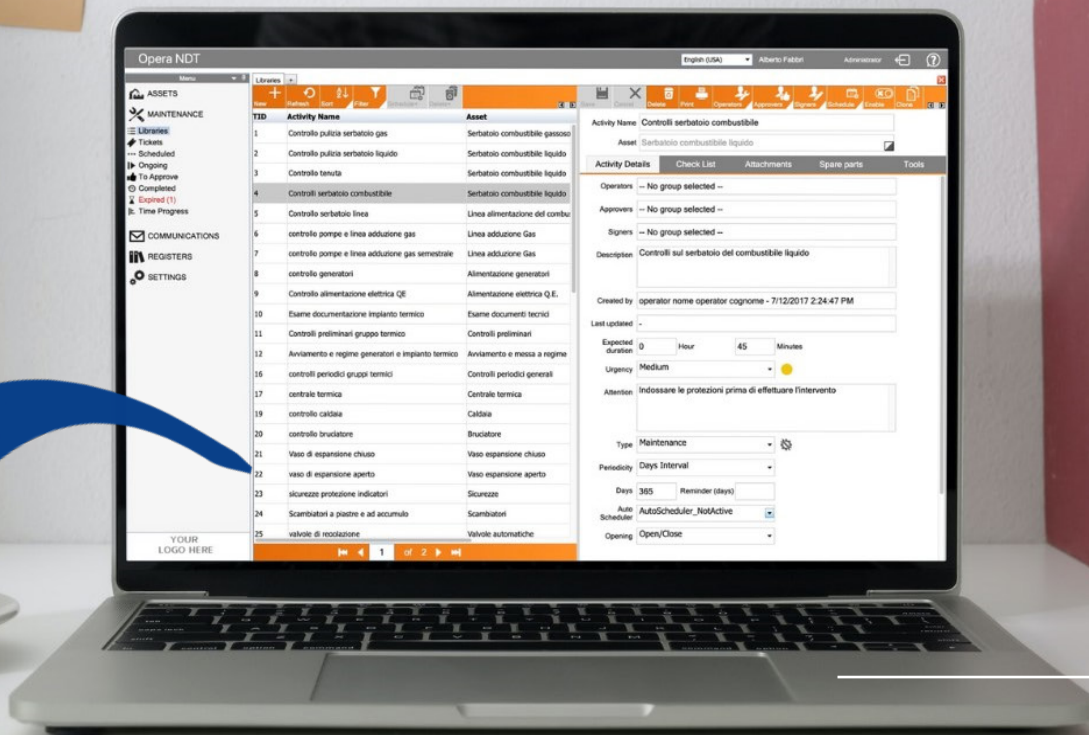 Opera NDT
English (USA)
Alberto Fabbri
Administrator
Menu
ASSETS
MAINTENANCE
Libraries
Tickets
Scheduled
Ongoing
To Approve
Completed
Expired (1)
Time Progress
COMMUNICATIONS
REGISTERS
SETTINGS
YOUR
LOGO HERE
Libraries
New Refresh Sort Filter
TID Activity Name Asset
1 Controllo pulizia serbatoio gas Serbatoio combustibile gassoso
2 Controllo pulizia serbatoio liquido Serbatoio combustibile liquido
3 Controllo tenuta Serbatoio combustibile liquido
4 Controlli serbatoio combustibile Serbatoio combustibile liquido
5 Controllo serbatoio linea Linea alimentazione del combu
6 controllo pompe e linea adduzione gas Linea adduzione Gas
7 controllo pompe e linea adduzione gas semestrale Linea adduzione Gas
8 controllo generatori Alimentazione generatori
9 Controllo alimentazione elettrica QE Alimentazione elettrica Q.E.
10 Esame documentazione impianto termico Esame documenti tecnici
11 Controlli preliminari gruppo termico Controlli preliminari
12 Avviamento e regime generatori e impianto termico Avviamento e messa a regime
16 controlli periodici gruppi termici Controlli periodici generali
17 centrale termica Centrale termica
19 controllo caldaia Caldaia
20 controllo bruciatore Bruciatore
21 Vaso di espansione chiuso Vaso espansione chiuso
22 vaso di espansione aperto Vaso espansione aperto
23 sicurezze protezione indicatori Sicurezze
24 Scambiatori a piastre e ad accumulo Scambiatori
25 valvole di regolazione Valvole automatiche
1 of 2
Save Cancel Delete Print Operators Approvers Signers Schedule Enable Clone
Activity Name Controlli serbatoio combustibile
Asset Serbatoio combustibile liquido
Activity Details Check List Attachments Spare parts Tools
Operators -- No group selected --
Approvers -- No group selected --
Signers -- No group selected --
Description Controlli sul serbatoio del combustibile liquido
Created by operator nome operator cognome - 7/12/2017 2:24:47 PM
Last updated -
Expected duration 0 Hour 45 Minutes
Urgency Medium
Attention Indossare le protezioni prima di effettuare l'intervento
Type Maintenance
Periodicity Days Interval
Days 365 Reminder (days)
Auto Scheduler AutoScheduler_NotActive
Opening Open/Close